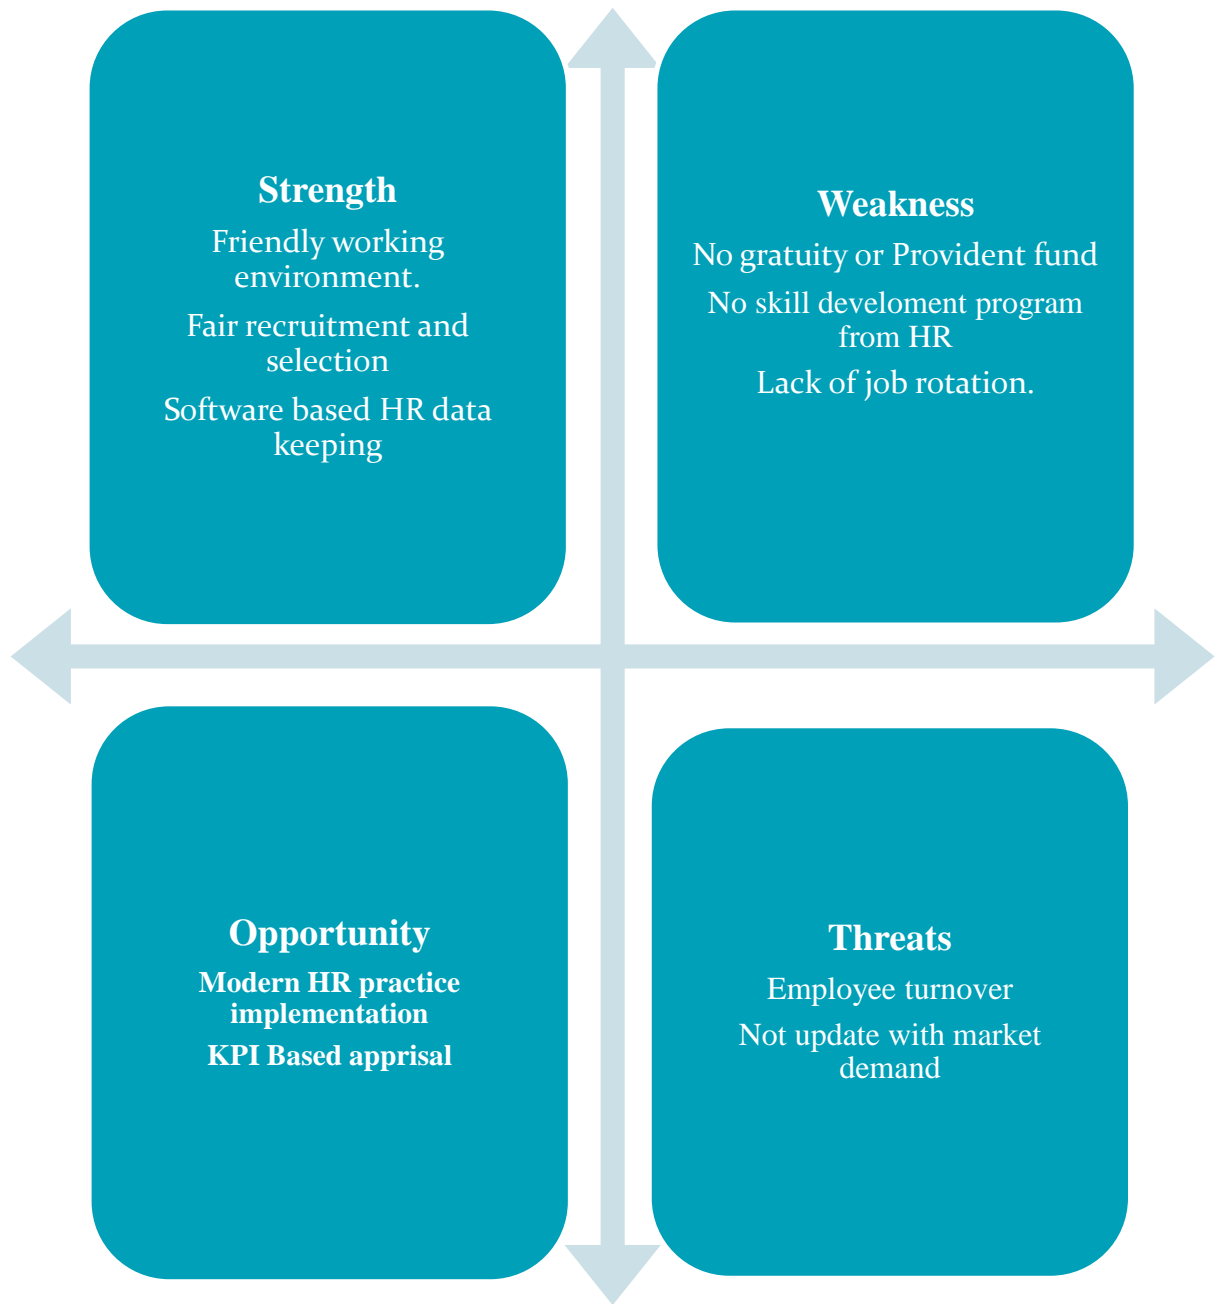 Strength
Friendly working
environment.
Fair recruitment and
selection
Software based HR data
keeping
Weakness
No gratuity or Provident fund
No skill develoment program
from HR
Lack of job rotation.
Opportunity
Modern HR practice
implementation
KPI Based apprisal
Threats
Employee turnover
Not update with market
demand